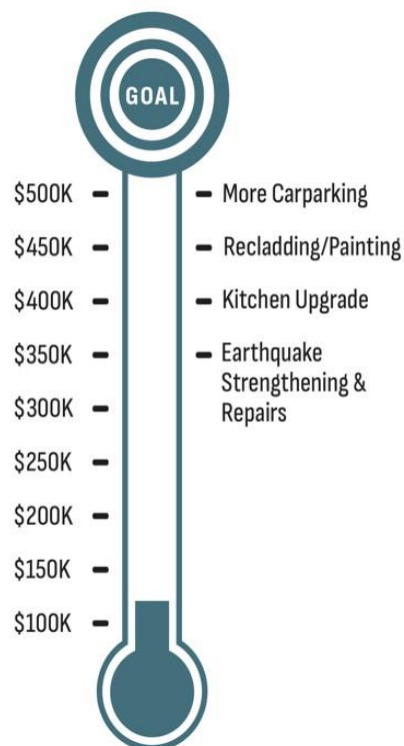 GOAL
$500K – – More Carparking
$450K – – Recladding/Painting
$400K – – Kitchen Upgrade
$350K – – Earthquake
Strengthening &
$300K – Repairs
$250K –
$200K –
$150K –
$100K –